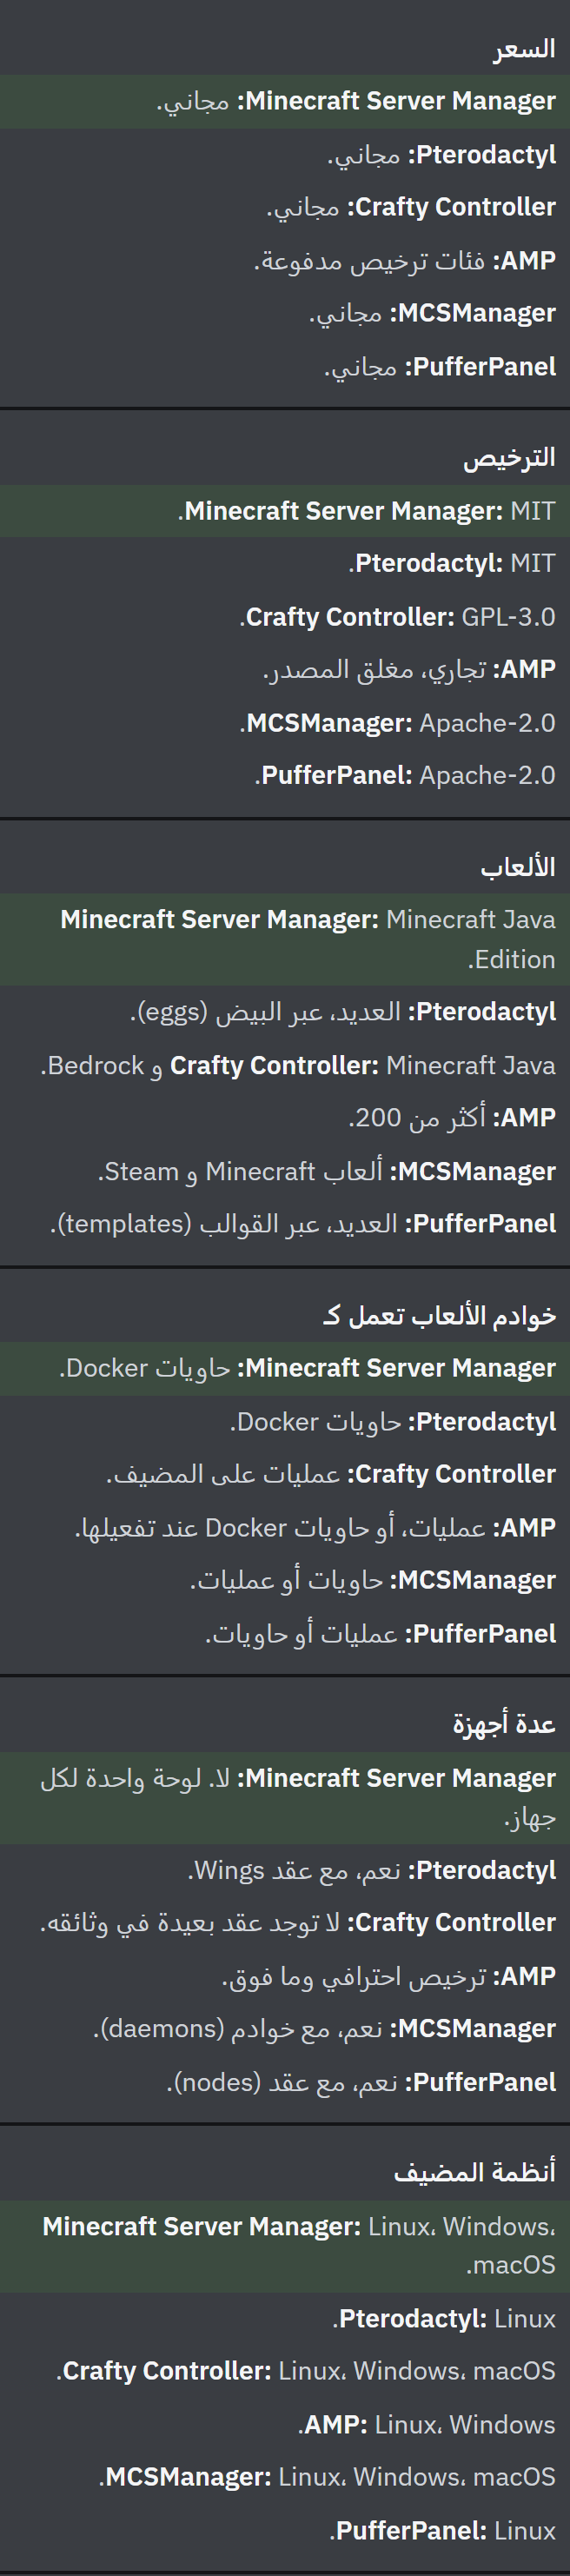 السعر
Minecraft Server Manager: مجاني.
Pterodactyl: مجاني.
Crafty Controller: مجاني.
AMP: فئات ترخيص مدفوعة.
MCSManager: مجاني.
PufferPanel: مجاني.
الترخيص
Minecraft Server Manager: MIT.
Pterodactyl: MIT.
Crafty Controller: GPL-3.0.
AMP: تجاري، مغلق المصدر.
MCSManager: Apache-2.0.
PufferPanel: Apache-2.0.
الألعاب
Minecraft Server Manager: Minecraft Java
Edition.
Pterodactyl: العديد، عبر البيض (eggs).
Crafty Controller: Minecraft Java و Bedrock.
AMP: أكثر من 200.
MCSManager: ألعاب Minecraft و Steam.
PufferPanel: العديد، عبر القوالب (templates).
خوادم الألعاب تعمل كـ
Minecraft Server Manager: حاويات Docker.
Pterodactyl: حاويات Docker.
Crafty Controller: عمليات على المضيف.
AMP: عمليات، أو حاويات Docker عند تفعيلها.
MCSManager: حاويات أو عمليات.
PufferPanel: عمليات أو حاويات.
عدة أجهزة
Minecraft Server Manager: لا. لوحة واحدة لكل
جهاز.
Pterodactyl: نعم، مع عقد Wings.
Crafty Controller: لا توجد عقد بعيدة في وثائقه.
AMP: ترخيص احترافي وما فوق.
MCSManager: نعم، مع خوادم (daemons).
PufferPanel: نعم، مع عقد (nodes).
أنظمة المضيف
Minecraft Server Manager: Linux، Windows،
macOS.
Pterodactyl: Linux.
Crafty Controller: Linux، Windows، macOS.
AMP: Linux، Windows.
MCSManager: Linux، Windows، macOS.
PufferPanel: Linux.